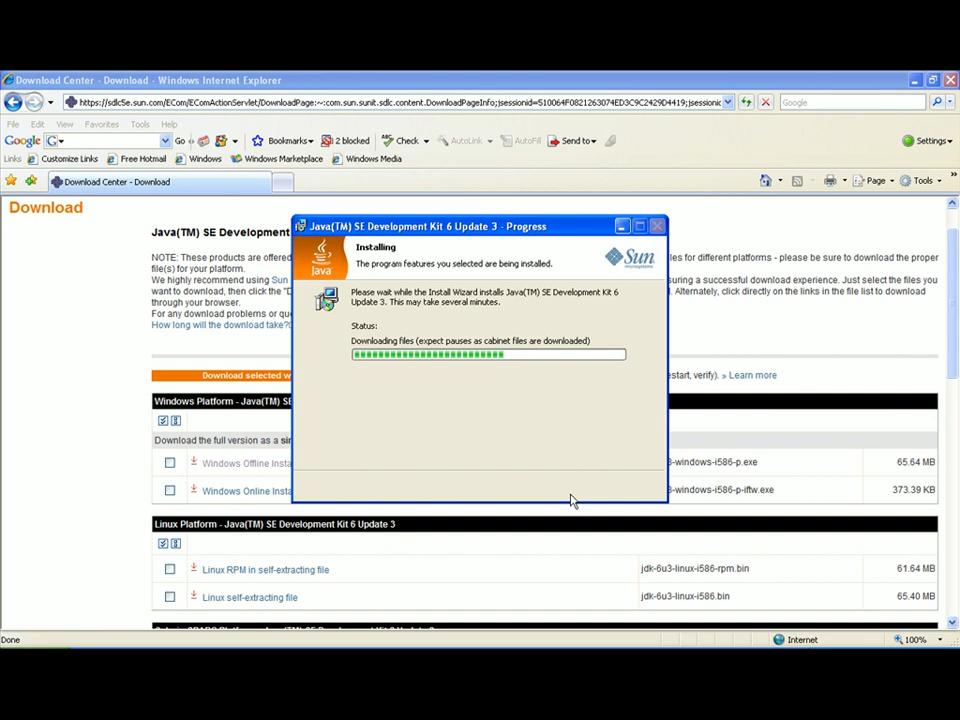 Download Center - Download - Windows Internet Explorer
https://sdlc5e.sun.com/ECom/EComActionServlet/DownloadPage:~:com.sun.sunit.sdlc.content.DownloadPageInfo;jsessionid=510064F0821263074ED3C9C2429D4419;jsessionid
Google
File Edit View Favorites Tools Help
Google G Go Bookmarks 2 blocked Check AutoLink AutoFill Send to Settings
Links Customize Links Free Hotmail Windows Windows Marketplace Windows Media
Download Center - Download Page Tools »
Download
Java(TM) SE Development
NOTE: These products are offered les for different platforms - please be sure to download the proper
file(s) for your platform.
We highly recommend using Sun suring a successful download experience. Just select the files you
want to download, then click the "D Alternatively, click directly on the links in the file list to download
through your browser.
For any download problems or que
How long will the download take?
Download selected w estart, verify). » Learn more
Java(TM) SE Development Kit 6 Update 3 - Progress
Installing
The program features you selected are being installed.
Java
Sun
microsystems
Please wait while the Install Wizard installs Java(TM) SE Development Kit 6
Update 3. This may take several minutes.
Status:
Downloading files (expect pauses as cabinet files are downloaded)
Windows Platform - Java(TM) SE
Download the full version as a sin
Windows Offline Insta 3-windows-i586-p.exe 65.64 MB
Windows Online Insta 3-windows-i586-p-iftw.exe 373.39 KB
Linux Platform - Java(TM) SE Development Kit 6 Update 3
Linux RPM in self-extracting file jdk-6u3-linux-i586-rpm.bin 61.64 MB
Linux self-extracting file jdk-6u3-linux-i586.bin 65.40 MB
Done Internet 100%